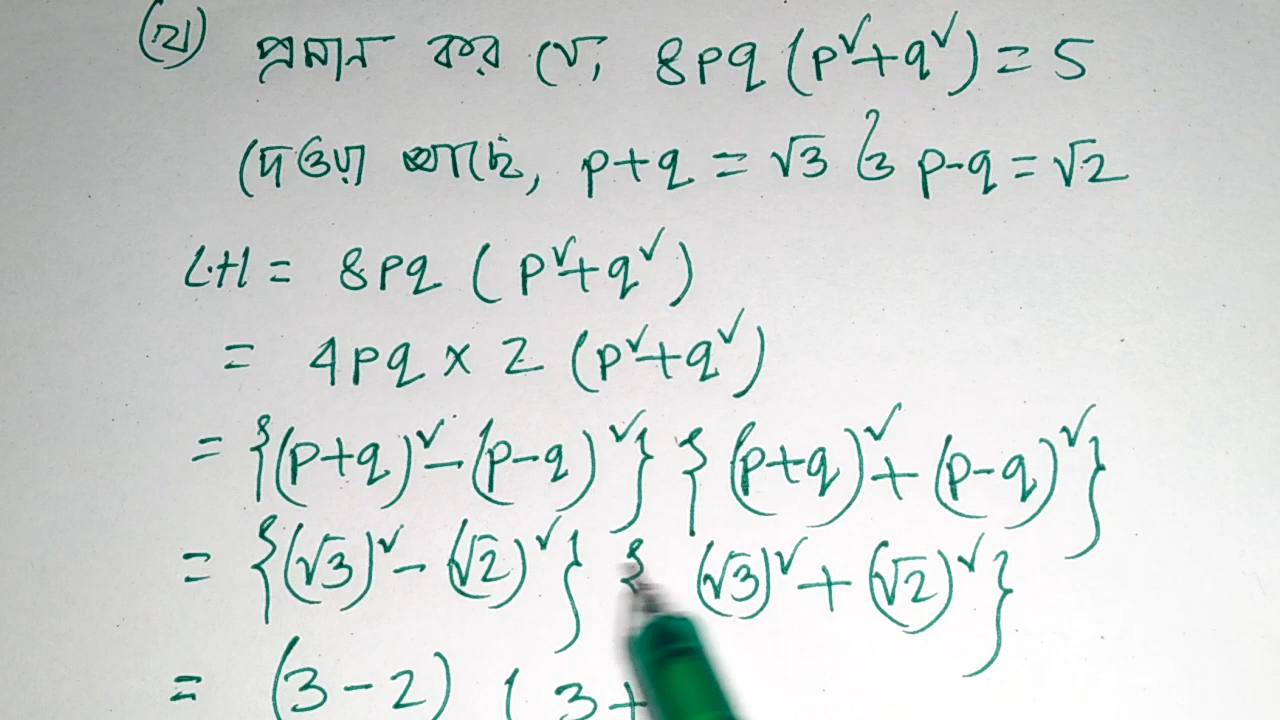 (খ) প্রমান কর যে, 8pq (p²+q²) = 5
দেওয়া আছে, p+q = √3 ও p-q = √2
L.H = 8pq (p²+q²)
= 4pq × 2 (p²+q²)
= {(p+q)² - (p-q)²} {(p+q)² + (p-q)²}
= {(√3)² - (√2)²} {(√3)² + (√2)²}
= (3-2) (3+